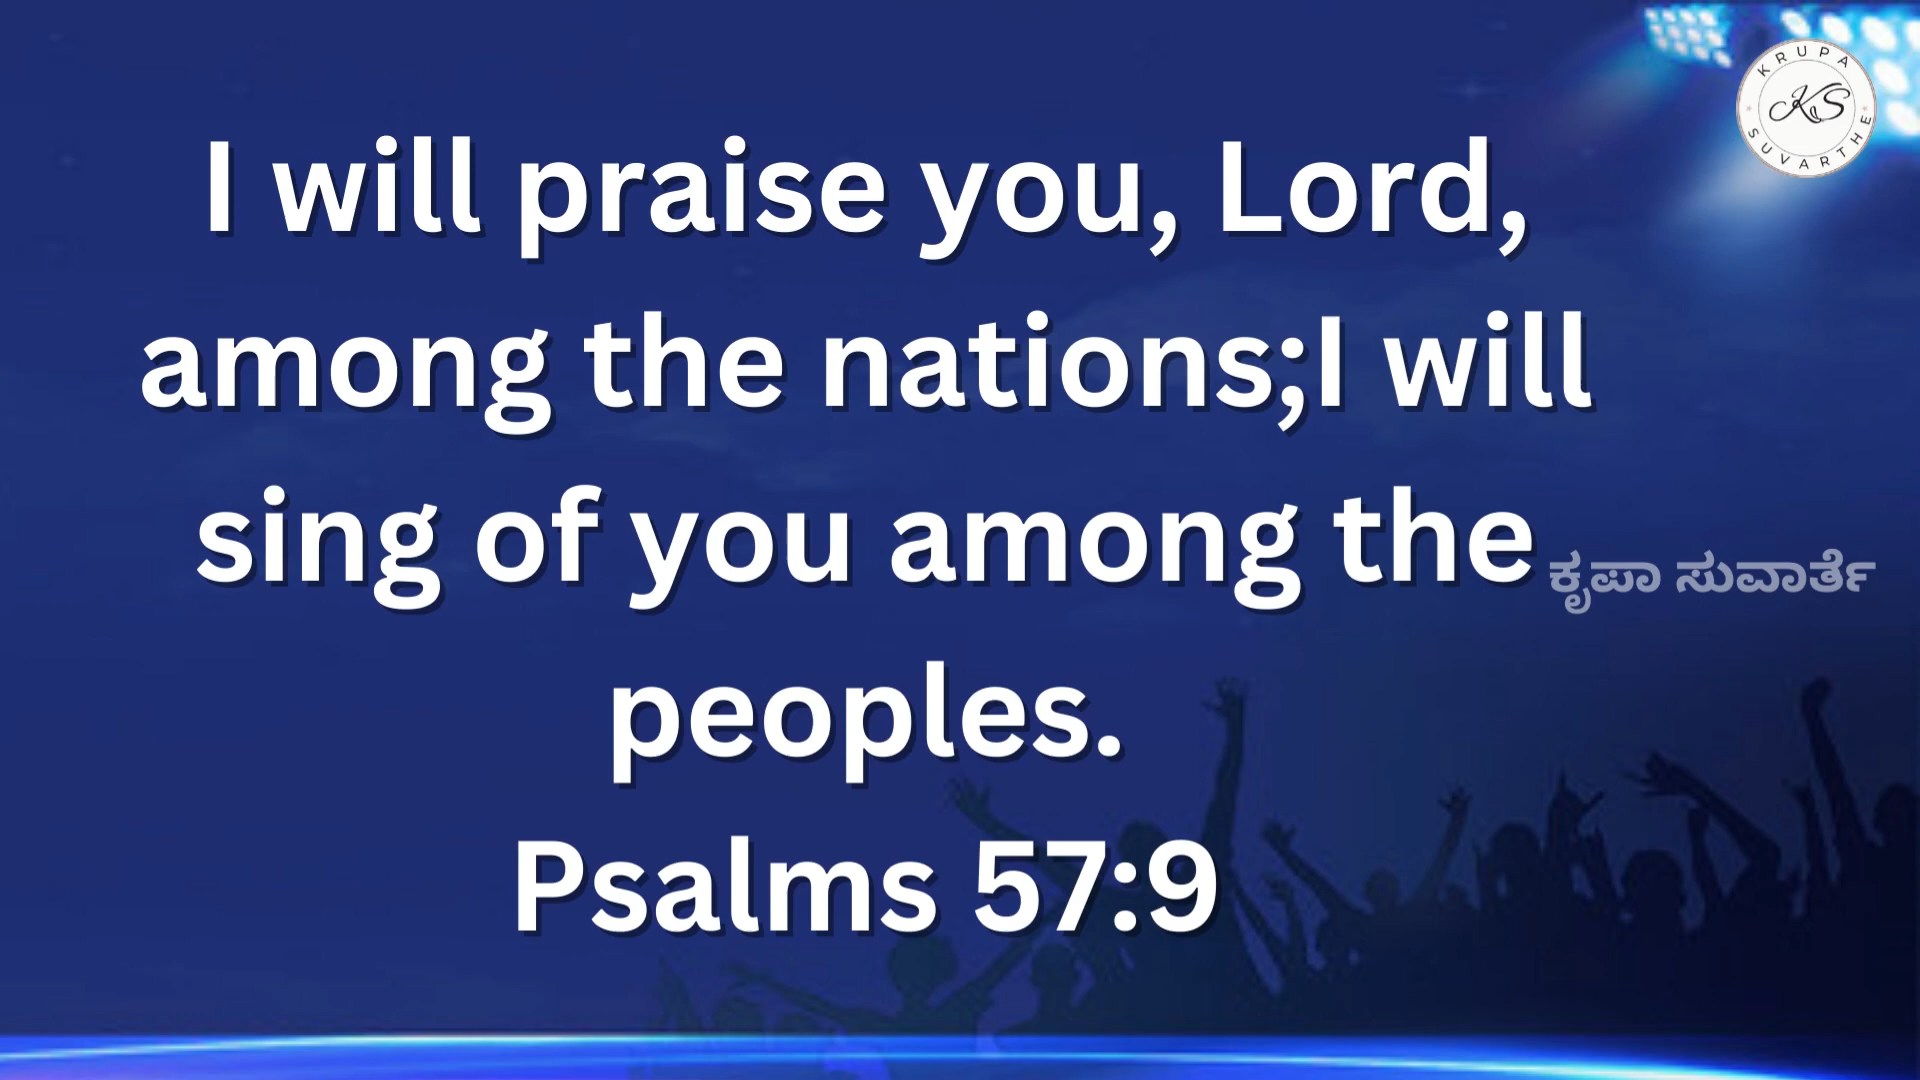 KRUPA
KS
SUVARTHE
I will praise you, Lord,
among the nations;I will
sing of you among the
peoples.
Psalms 57:9
ಕೃಪಾ ಸುವಾರ್ತೆ